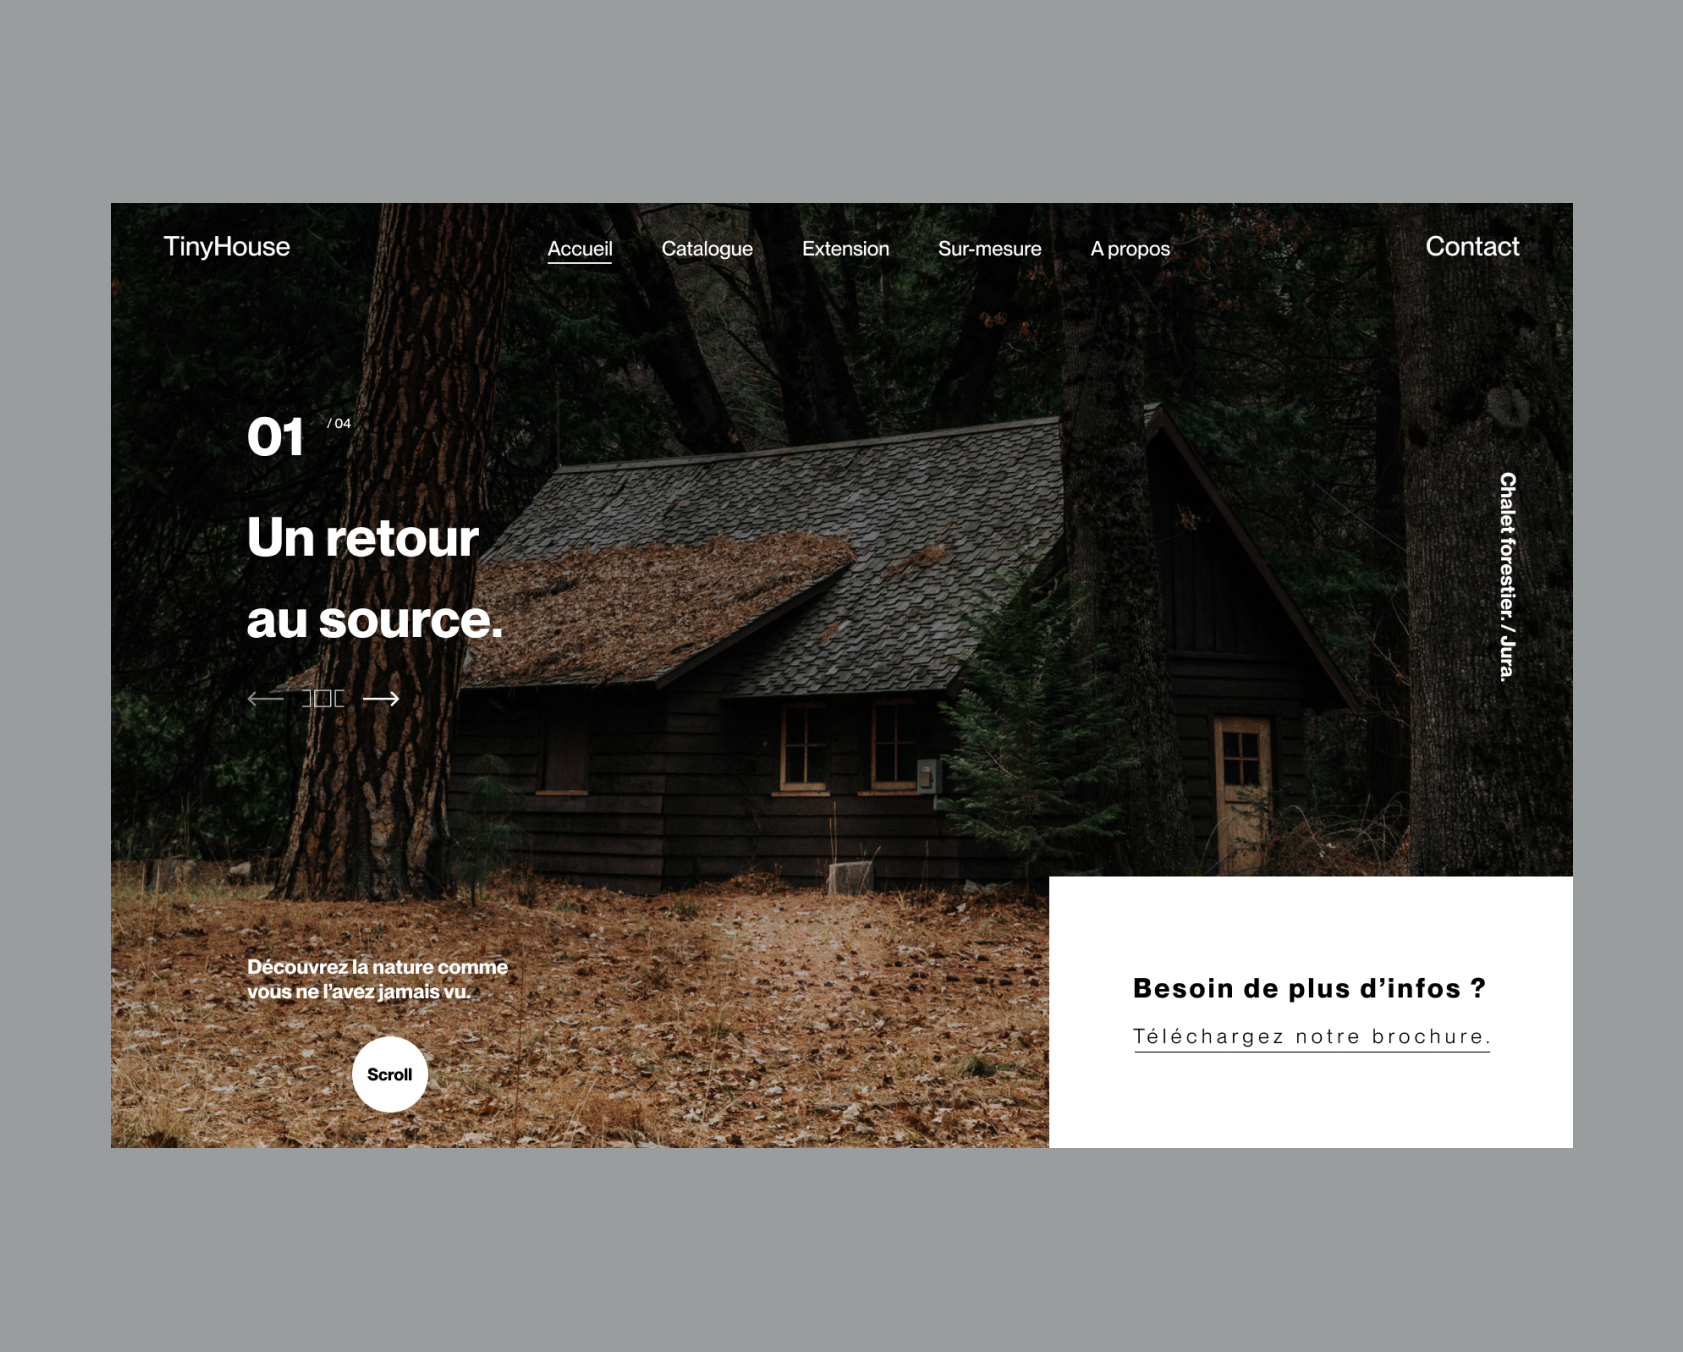 TinyHouse
Accueil
Catalogue
Extension
Sur-mesure
A propos
Contact
01 / 04
Un retour
au source.
Chalet forestier. / Jura.
Découvrez la nature comme
vous ne l’avez jamais vu.
Scroll
Besoin de plus d’infos ?
Téléchargez notre brochure.